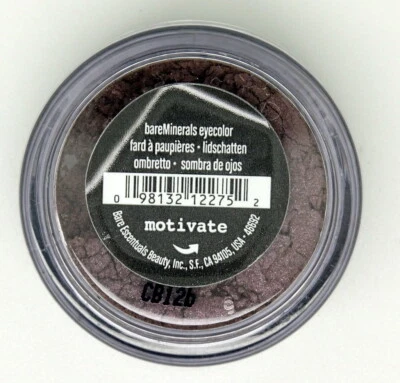 bareMinerals eyecolor
fard à paupières • lidschatten
ombretto • sombra de ojos
0 98132 12275 2
motivate
Bare Escentuals Beauty, Inc., S.F., CA 94105, USA - 46692
CB12B